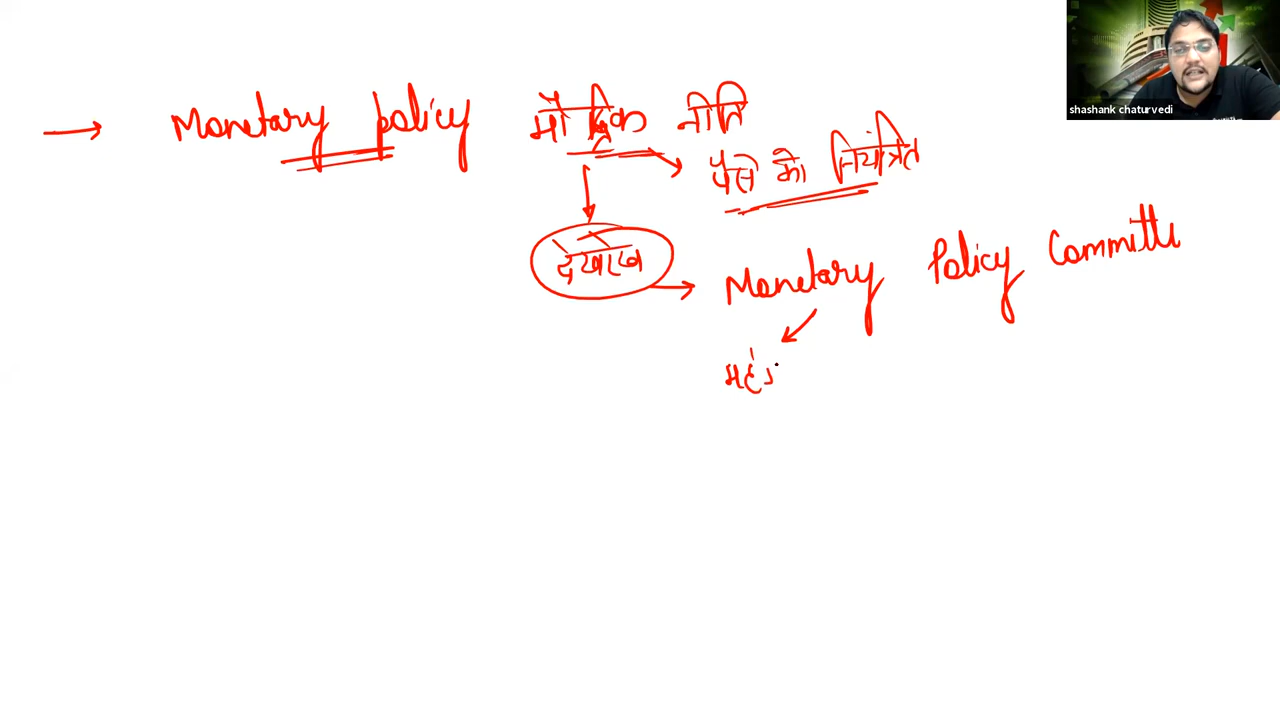 shashank chaturvedi
→ Monetary policy मौद्रिक नीति
पैसे को नियंत्रित
देखरेख → Monetary Policy Committee